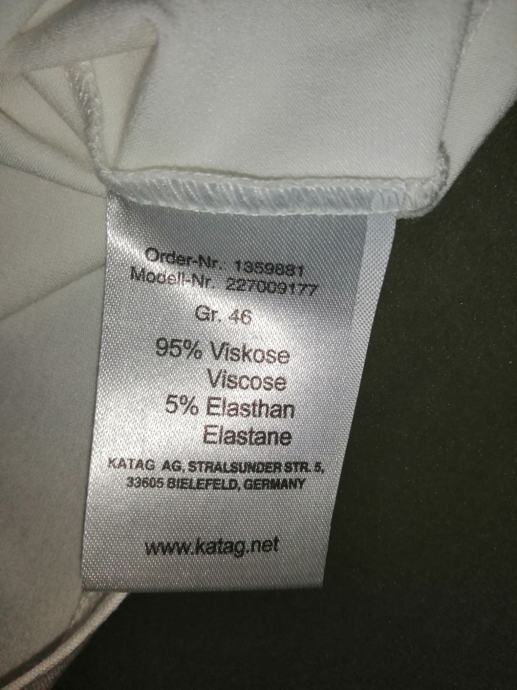 Order-Nr. 1359881
Modell-Nr. 227009177
Gr. 46
95% Viskose
Viscose
5% Elasthan
Elastane
KATAG AG, STRALSUNDER STR. 5,
33605 BIELEFELD, GERMANY
www.katag.net